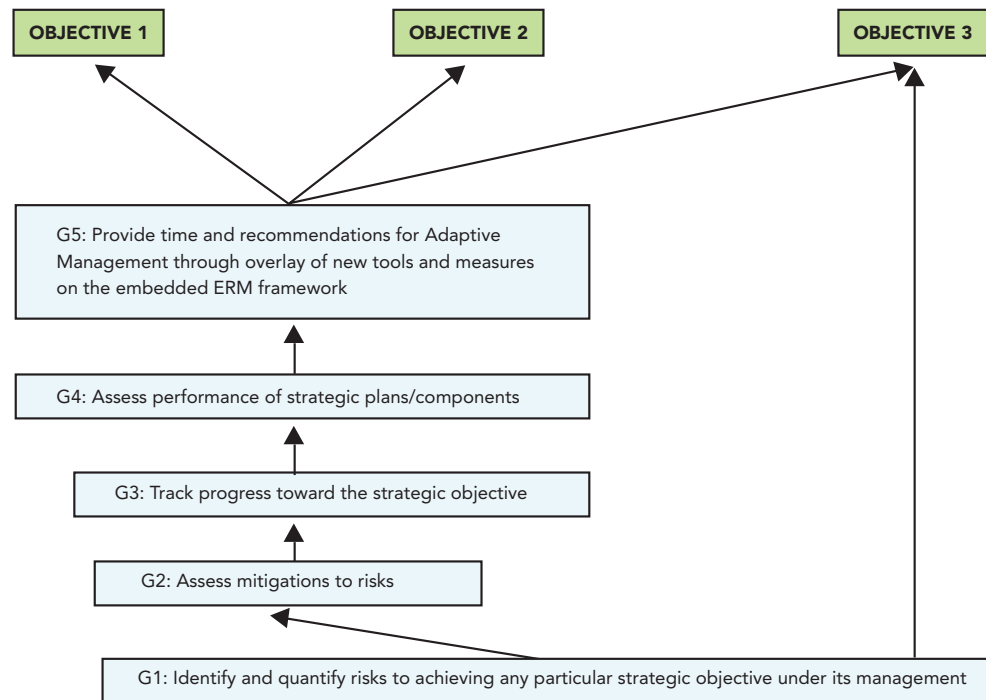 OBJECTIVE 1
OBJECTIVE 2
OBJECTIVE 3
G5: Provide time and recommendations for Adaptive
Management through overlay of new tools and measures
on the embedded ERM framework
G4: Assess performance of strategic plans/components
G3: Track progress toward the strategic objective
G2: Assess mitigations to risks
G1: Identify and quantify risks to achieving any particular strategic objective under its management